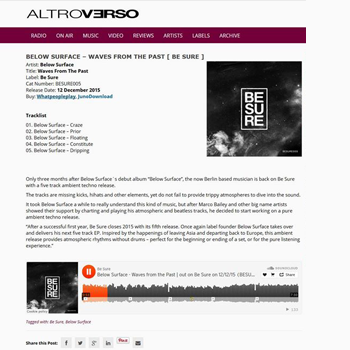 ALTROVERSO
RADIO ON AIR MUSIC VIDEO REVIEWS ARTISTS LABELS ARCHIVE
BELOW SURFACE – WAVES FROM THE PAST [ BE SURE ]
Artist: Below Surface
Title: Waves From The Past
Label: Be Sure
Cat Number: BESURE005
Release Date: 12 December 2015
Buy: Whatpeopleplay, JunoDownload
BE
SU
RE
Tracklist
01. Below Surface – Craze
02. Below Surface – Prior
03. Below Surface – Floating
04. Below Surface – Constitute
05. Below Surface – Dripping
Only three months after Below Surface´s debut album "Below Surface", the now Berlin based musician is back on Be Sure
with a five track ambient techno release.
The tracks are missing kicks, hihats and other elements, yet do not fail to provide trippy atmospheres to dive into the sound.
It took Below Surface a while to really understand this kind of music, but after Marco Bailey and other big name artists
showed their support by charting and playing his atmospheric and beatless tracks, he decided to start working on a pure
ambient techno release.
"After a successful first year, Be Sure closes 2015 with its fifth release. Once again label founder Below Surface takes over
and delivers his next five track EP. Inspired by the happenings of leaving Asia and departing back to Europe, this ambient
release provides atmospheric rhythms without drums – perfect for the beginning or ending of a set, or for the pure listening
experience."
BE
SU
RE
Be Sure
Below Surface - Waves from the Past | out on Be Sure on 12/12/15 (BESU...
SOUNDCLOUD
Share
Cookie policy
Tagged with: Be Sure, Below Surface
Share this Post:
Pinit